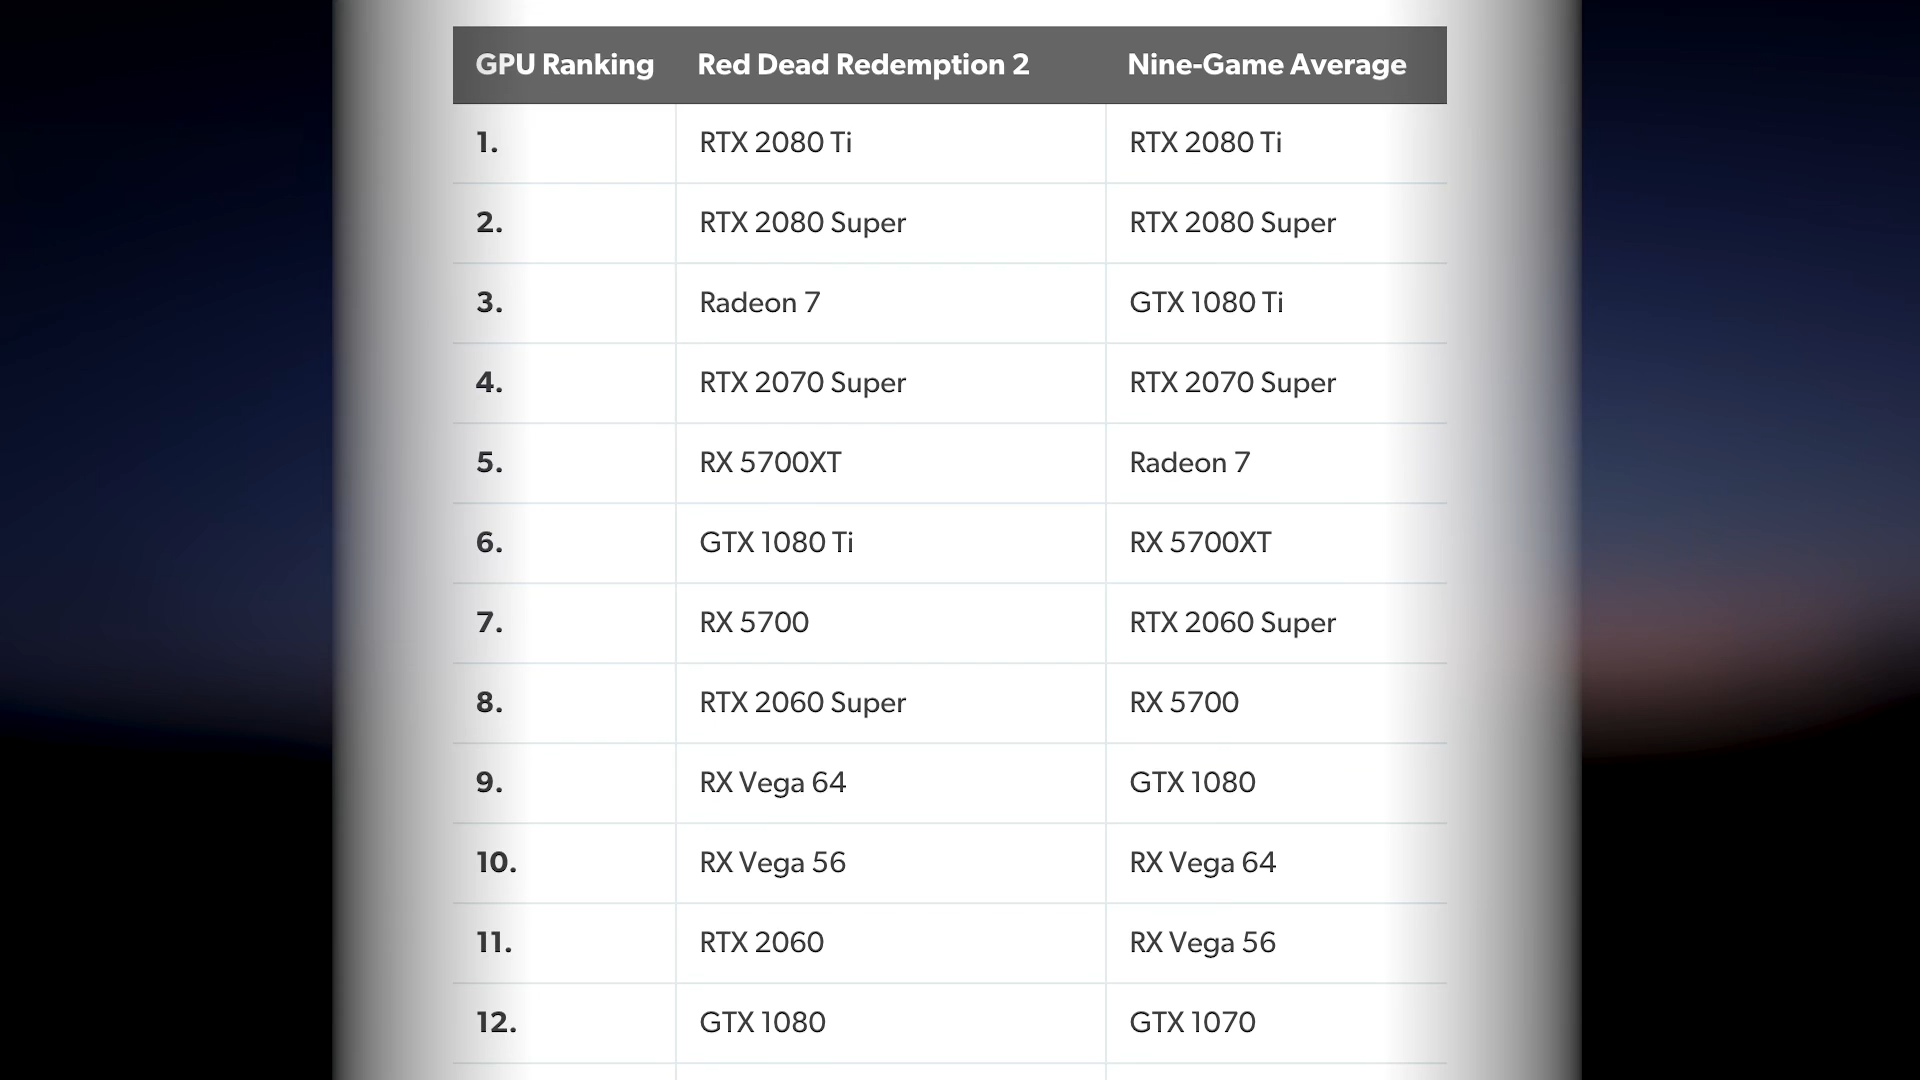 GPU Ranking Red Dead Redemption 2 Nine-Game Average
1. RTX 2080 Ti RTX 2080 Ti
2. RTX 2080 Super RTX 2080 Super
3. Radeon 7 GTX 1080 Ti
4. RTX 2070 Super RTX 2070 Super
5. RX 5700XT Radeon 7
6. GTX 1080 Ti RX 5700XT
7. RX 5700 RTX 2060 Super
8. RTX 2060 Super RX 5700
9. RX Vega 64 GTX 1080
10. RX Vega 56 RX Vega 64
11. RTX 2060 RX Vega 56
12. GTX 1080 GTX 1070